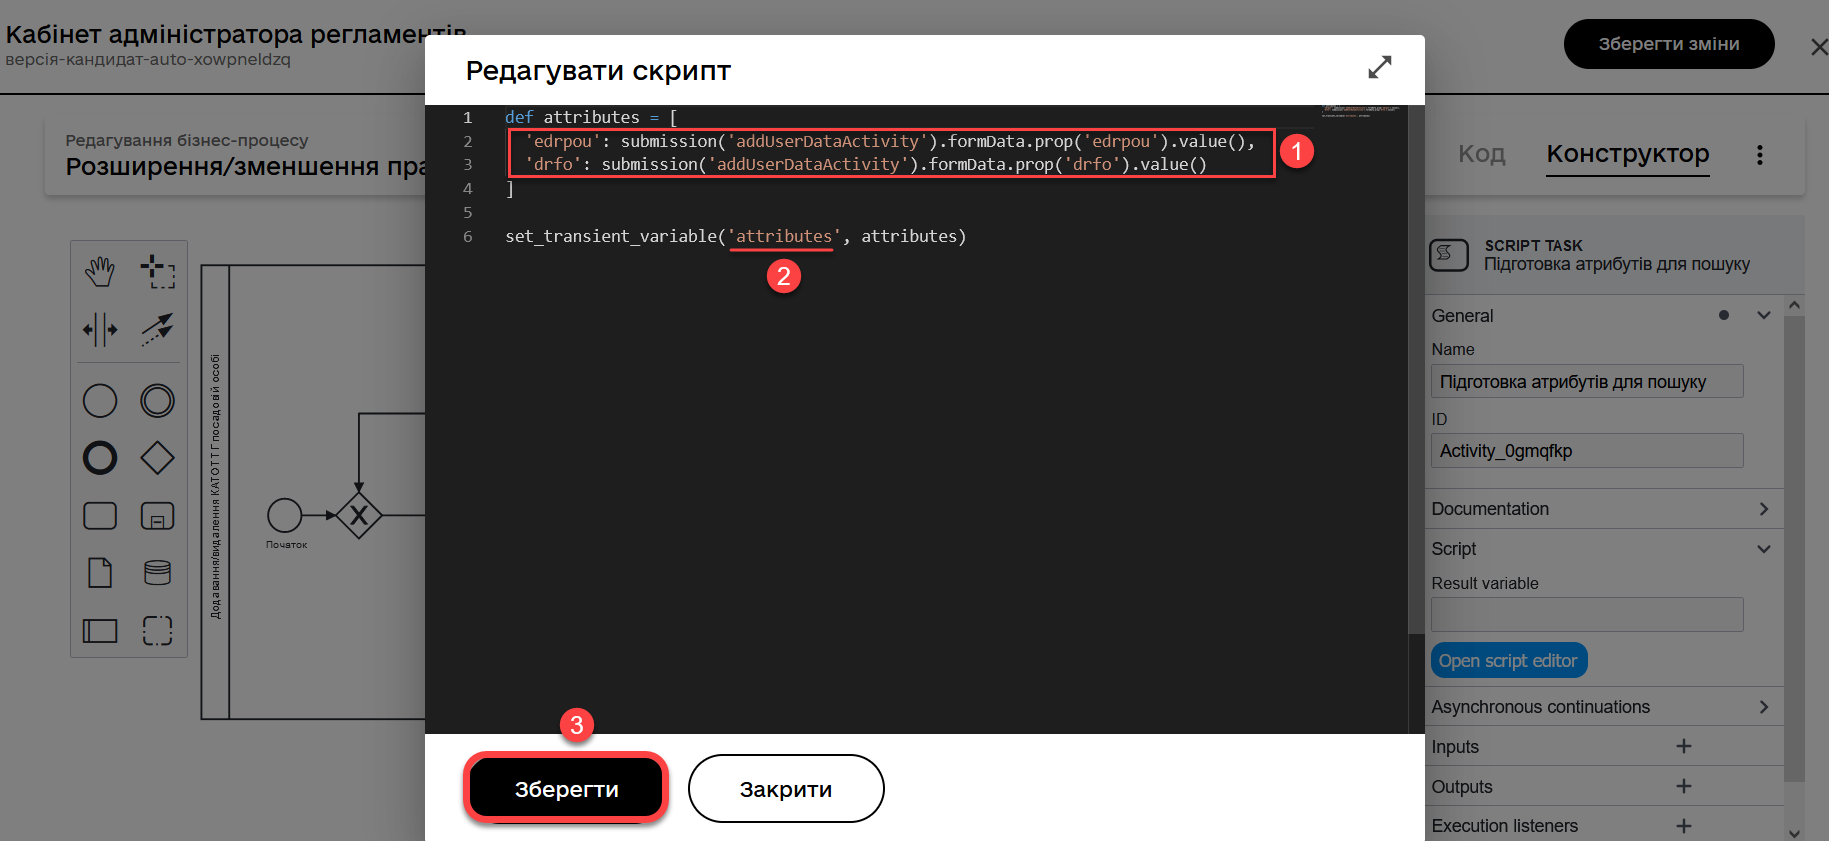 Кабінет адміністратора регламентів
версія-кандидат-auto-xowpneldzq
Зберегти зміни
Редагування бізнес-процесу
Розширення/зменшення пра
Код
Конструктор
Додавання/видалення КАТОТТГ посадовій особі
Початок
Редагувати скрипт
1 def attributes = [
2 'edrpou': submission('addUserDataActivity').formData.prop('edrpou').value(),
3 'drfo': submission('addUserDataActivity').formData.prop('drfo').value()
4 ]
5
6 set_transient_variable('attributes', attributes)
1
2
3
Зберегти
Закрити
SCRIPT TASK
Підготовка атрибутів для пошуку
General
Name
Підготовка атрибутів для пошуку
ID
Activity_0gmqfkp
Documentation
Script
Result variable
Open script editor
Asynchronous continuations
Inputs
Outputs
Execution listeners